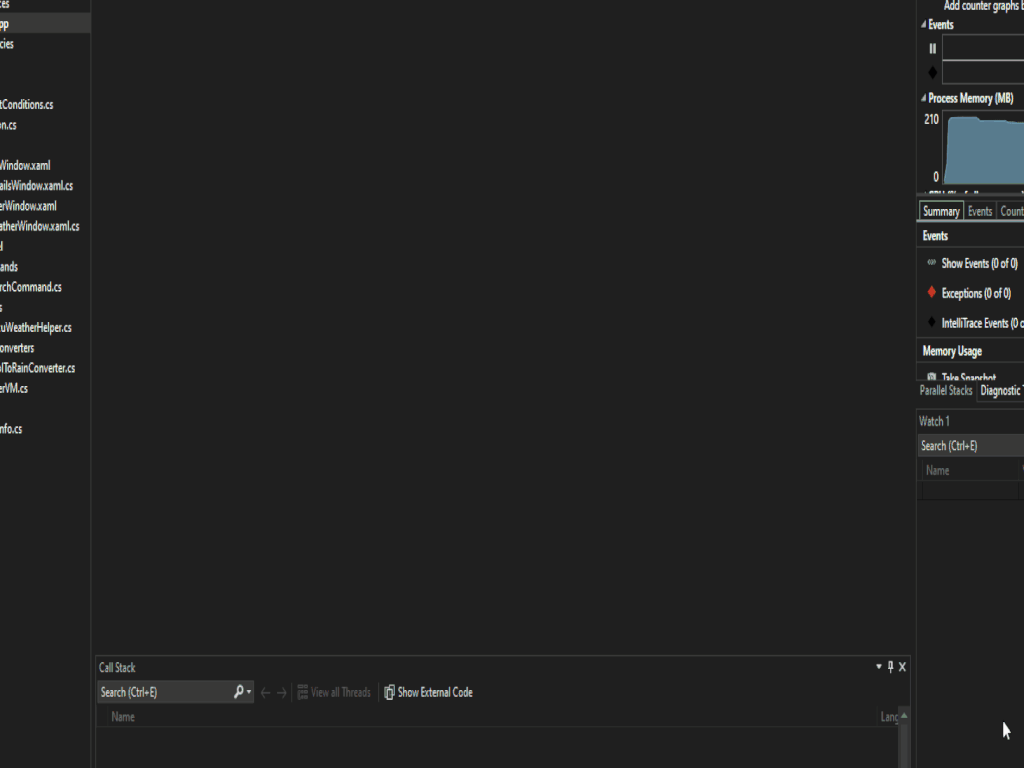 ces
pp
cies
tConditions.cs
on.cs
Window.xaml
ailsWindow.xaml.cs
erWindow.xaml
atherWindow.xaml.cs
el
ands
rchCommand.cs
s
uWeatherHelper.cs
onverters
olToRainConverter.cs
erVM.cs
nfo.cs
Add counter graphs b
Events
Process Memory (MB)
210
0
Summary Events Count
Events
Show Events (0 of 0)
Exceptions (0 of 0)
IntelliTrace Events (0 o
Memory Usage
Take Snapshot
Parallel Stacks Diagnostic T
Watch 1
Search (Ctrl+E)
Name
Call Stack
Search (Ctrl+E) View all Threads Show External Code
Name Lang